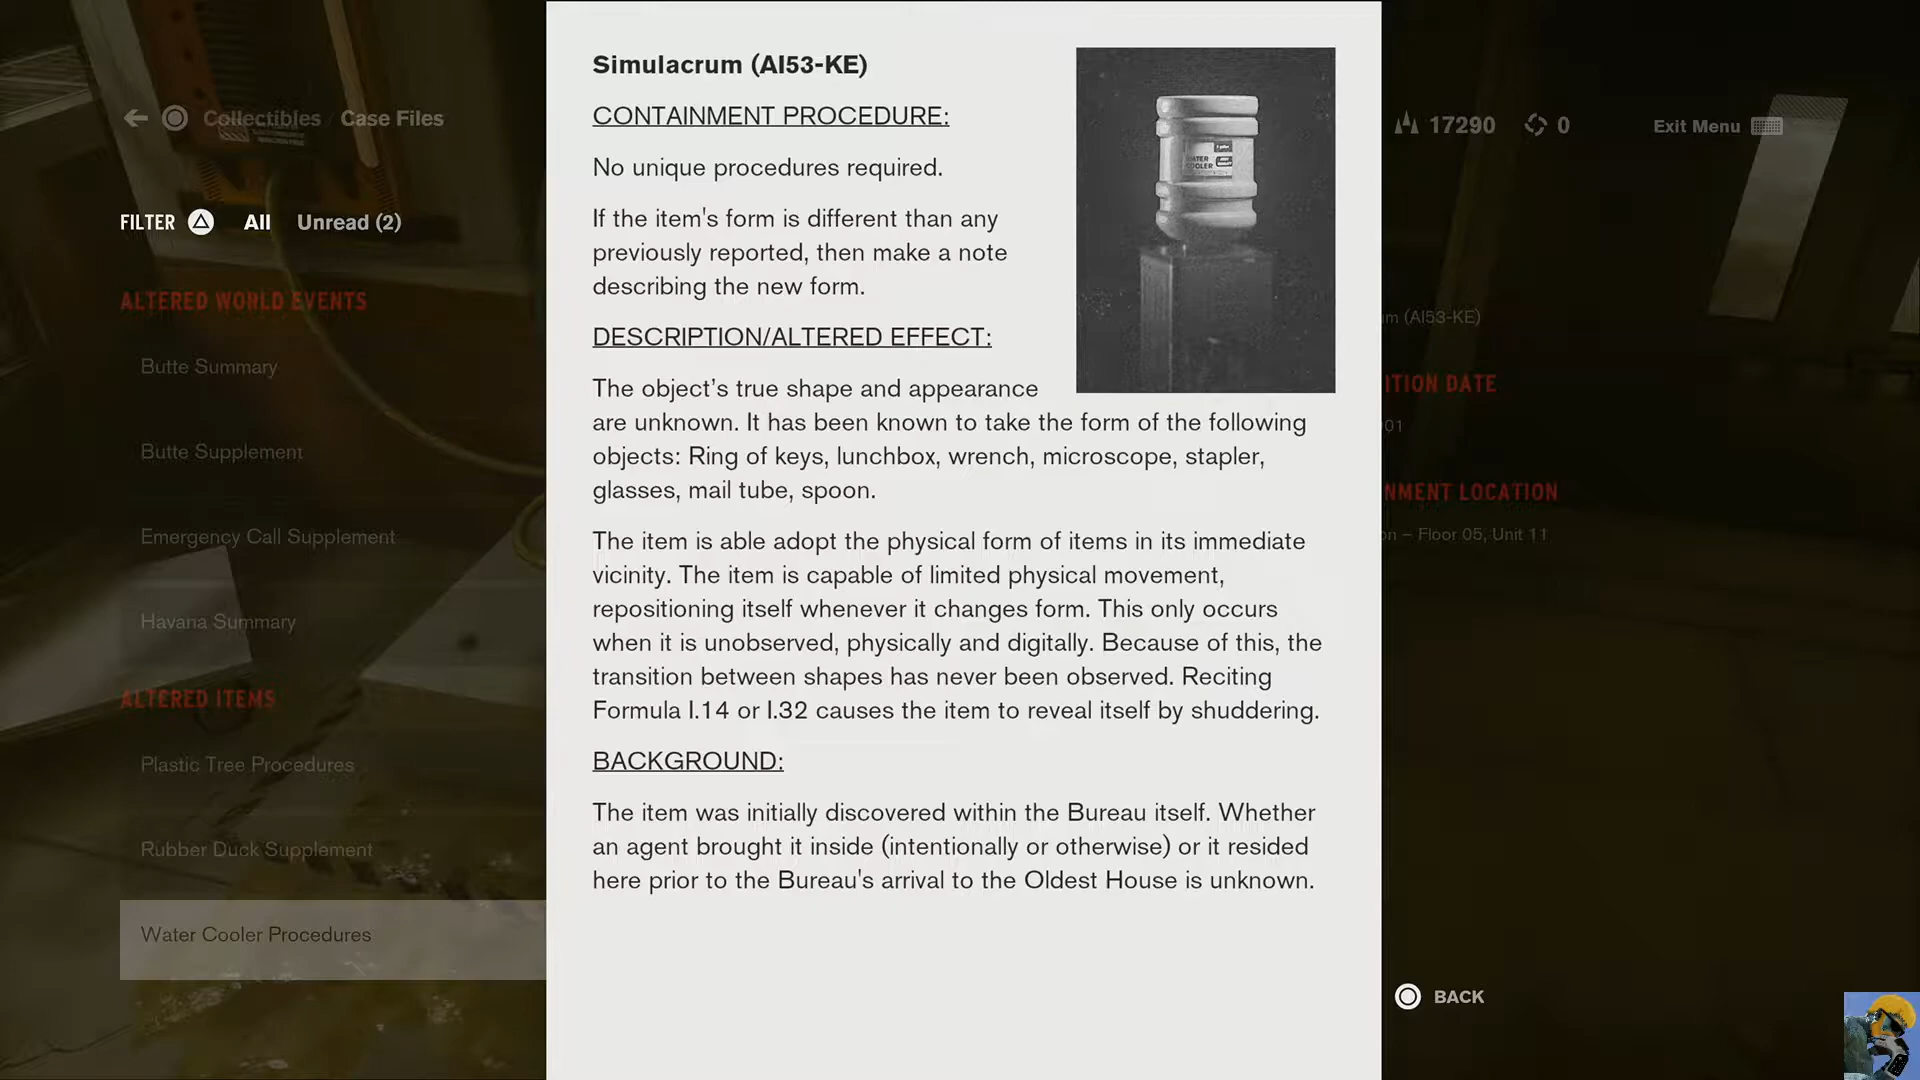 Collectibles / Case Files
17290
0
Exit Menu
FILTER
All
Unread (2)
ALTERED WORLD EVENTS
Butte Summary
Butte Supplement
Emergency Call Supplement
Havana Summary
ALTERED ITEMS
Plastic Tree Procedures
Rubber Duck Supplement
Water Cooler Procedures
Simulacrum (AI53-KE)
CONTAINMENT PROCEDURE:
No unique procedures required.
If the item's form is different than any
previously reported, then make a note
describing the new form.
WATER
COOLER
DESCRIPTION/ALTERED EFFECT:
The object's true shape and appearance
are unknown. It has been known to take the form of the following
objects: Ring of keys, lunchbox, wrench, microscope, stapler,
glasses, mail tube, spoon.
The item is able adopt the physical form of items in its immediate
vicinity. The item is capable of limited physical movement,
repositioning itself whenever it changes form. This only occurs
when it is unobserved, physically and digitally. Because of this, the
transition between shapes has never been observed. Reciting
Formula I.14 or I.32 causes the item to reveal itself by shuddering.
BACKGROUND:
The item was initially discovered within the Bureau itself. Whether
an agent brought it inside (intentionally or otherwise) or it resided
here prior to the Bureau's arrival to the Oldest House is unknown.
(AI53-KE)
DATE
01
LOCATION
– Floor 05, Unit 11
BACK